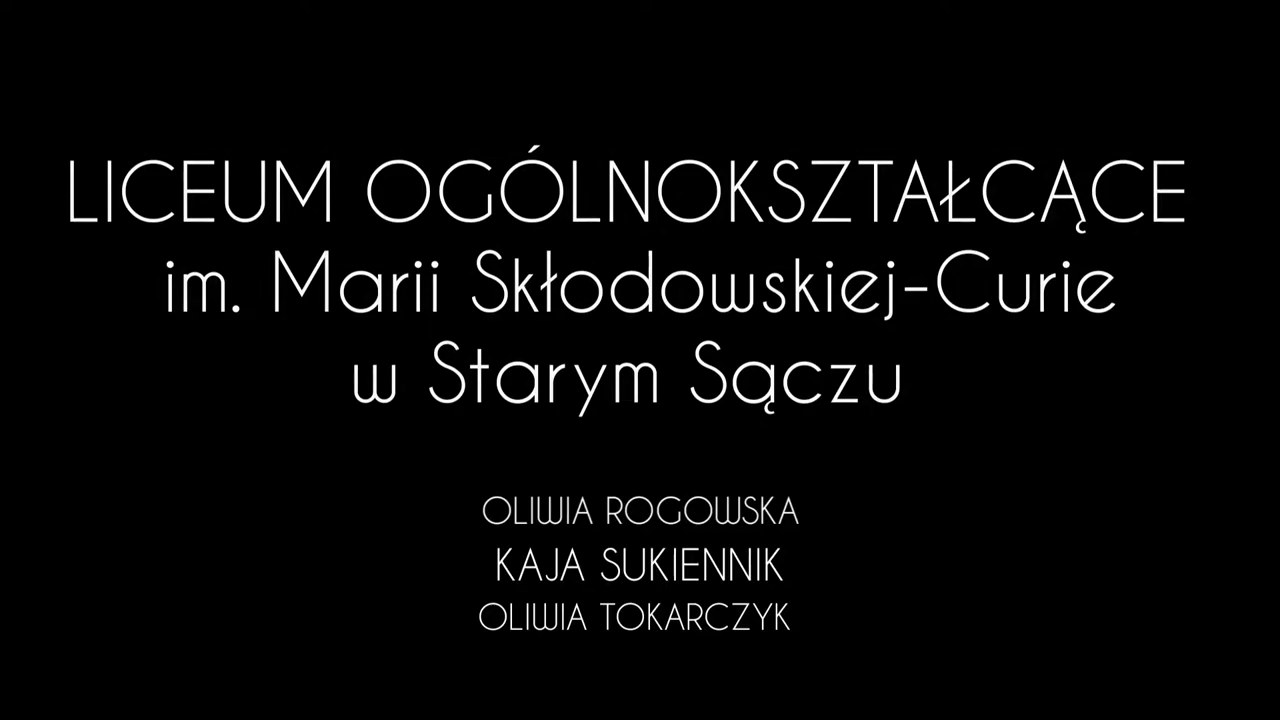 LICEUM OGÓLNOKSZTAŁCĄCE
im. Marii Skłodowskiej-Curie
w Starym Sączu
OLIWIA ROGOWSKA
KAJA SUKIENNIK
OLIWIA TOKARCZYK